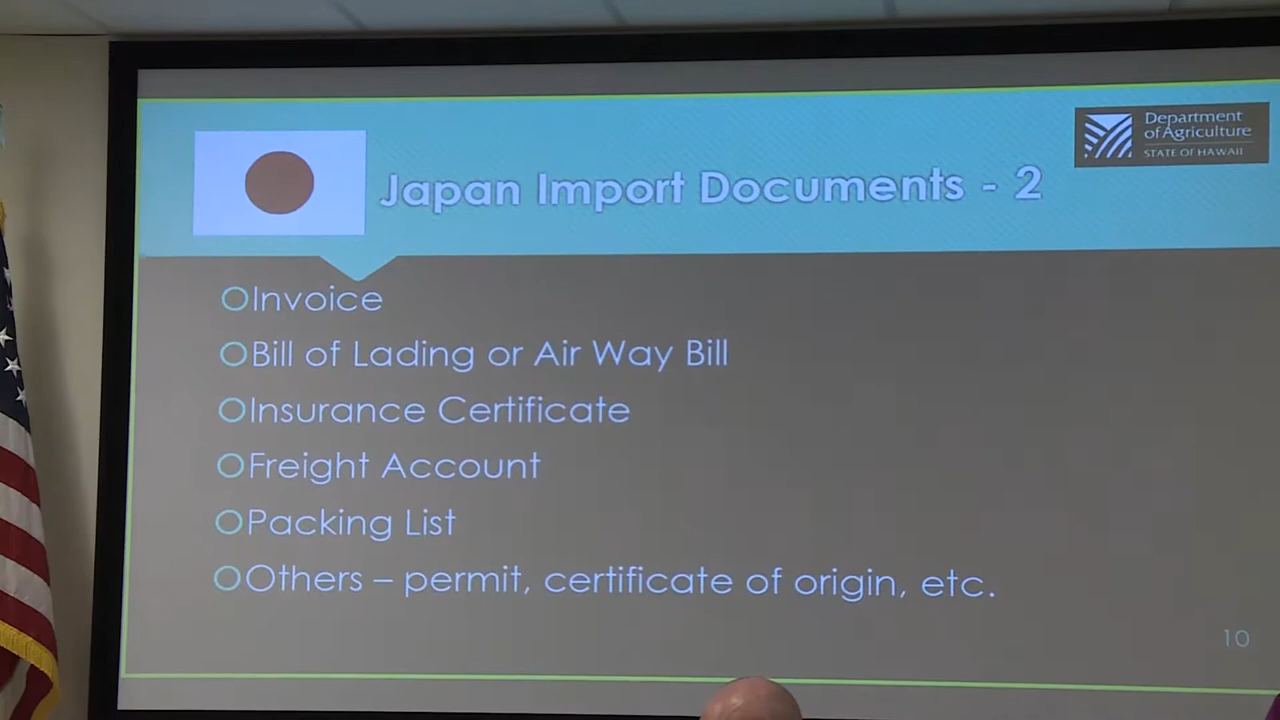 Department
of Agriculture
STATE OF HAWAII
Japan Import Documents - 2
Invoice
Bill of Lading or Air Way Bill
Insurance Certificate
Freight Account
Packing List
Others – permit, certificate of origin, etc.
10